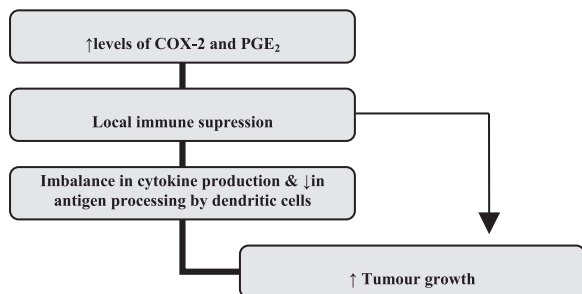 ↑levels of COX-2 and PGE₂
Local immune supression
Imbalance in cytokine production & ↓in
antigen processing by dendritic cells
↑ Tumour growth